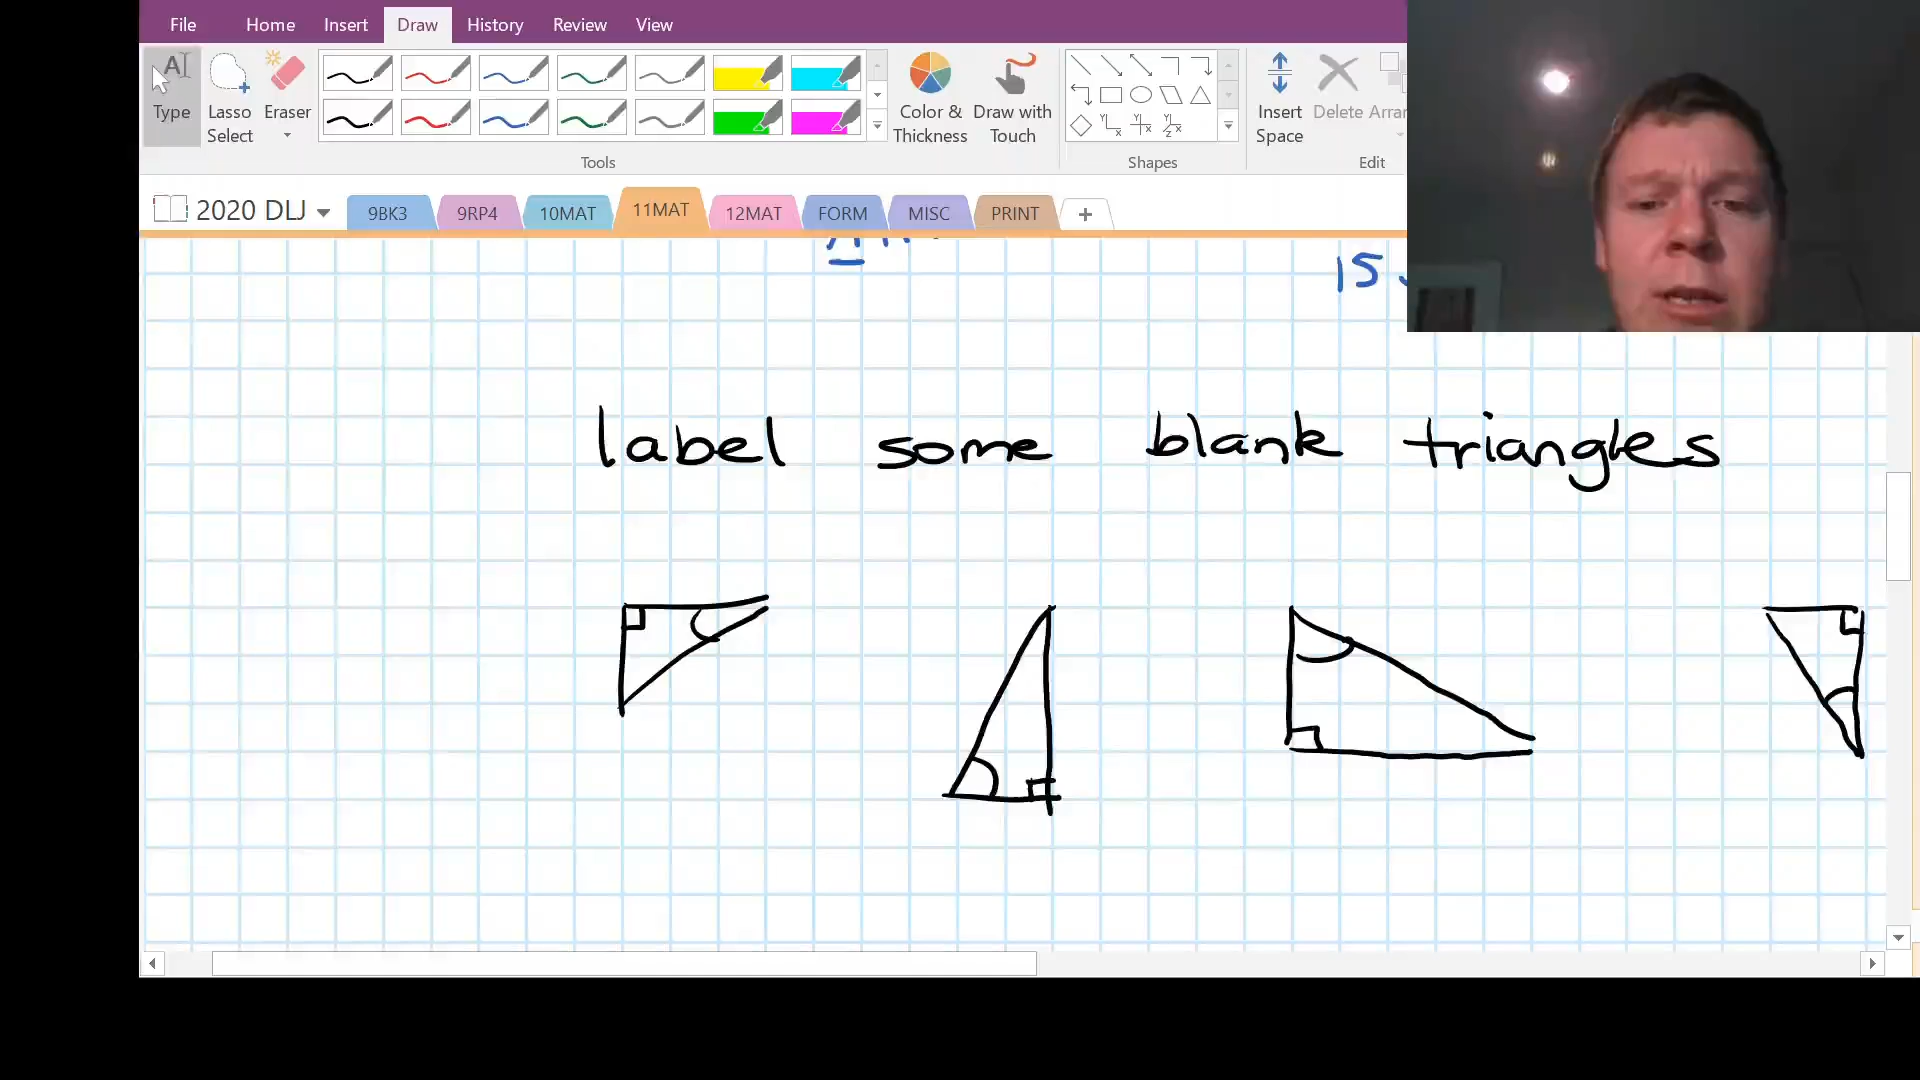 File Home Insert Draw History Review View
Type
Lasso Select
Eraser
Color & Thickness
Draw with Touch
Insert Space
Delete
Arran
Tools Shapes Edit
2020 DLJ 9BK3 9RP4 10MAT 11MAT 12MAT FORM MISC PRINT +
15
label some blank triangles